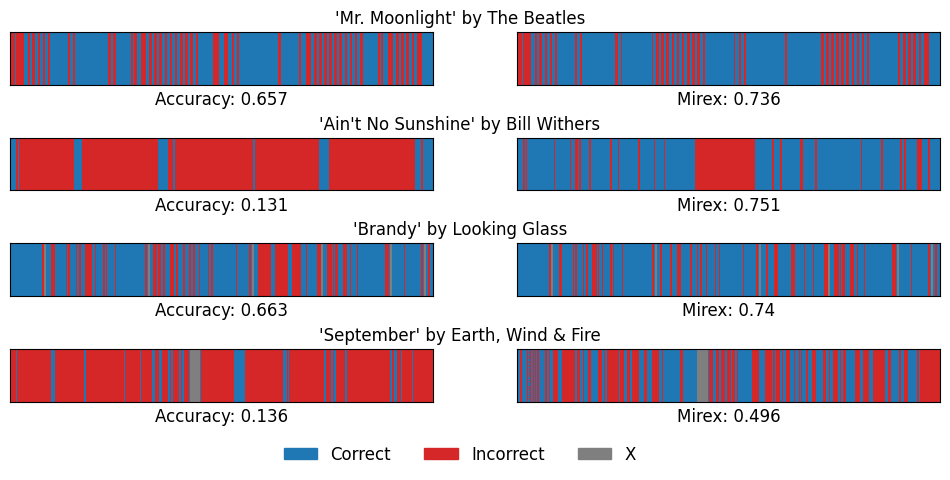 'Mr. Moonlight' by The Beatles
Accuracy: 0.657
Mirex: 0.736
'Ain't No Sunshine' by Bill Withers
Accuracy: 0.131
Mirex: 0.751
'Brandy' by Looking Glass
Accuracy: 0.663
Mirex: 0.74
'September' by Earth, Wind & Fire
Accuracy: 0.136
Mirex: 0.496
Correct
Incorrect
X